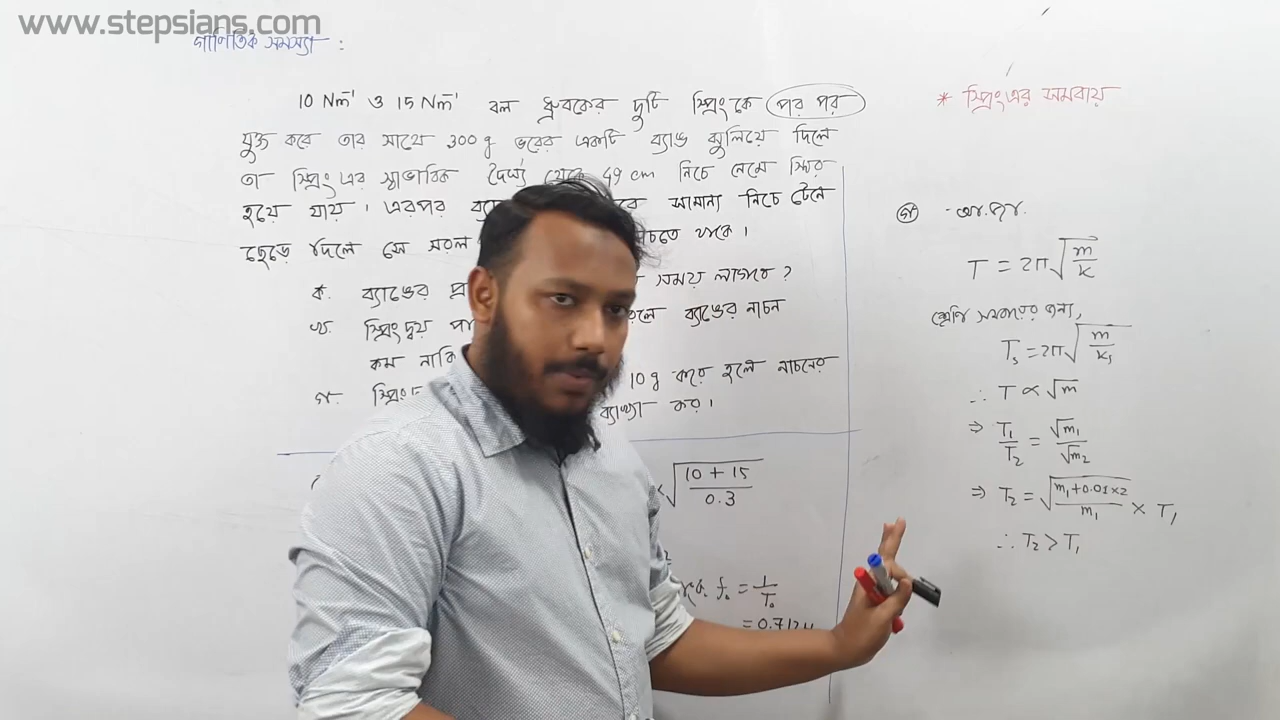 www.stepsians.com
গাণিতিক সমস্যা :
10 Nm⁻¹ ও 15 Nm⁻¹ বল ধ্রুবকের দুটি স্প্রিংকে পর পর
যুক্ত করে তার সাথে 300 g ভরের একটি ব্যাঙ ঝুলিয়ে দিলে
তা স্প্রিং এর স্বাভাবিক দৈর্ঘ্য থেকে 49 cm নিচে নেমে স্থির
হয়ে যায়। এরপর সামান্য নিচে টেনে
ছেড়ে দিলে সে সরল থাকে।
ক. ব্যাঙের সময় লাগবে?
খ. স্প্রিংদ্বয় ব্যাঙের নাচন
কম নাকি
গ. 10 g করে হলে নাচনের
ব্যাখ্যা কর।
√(10 + 15 / 0.3)
f₀ = 1/T₀
= 0.712
* স্প্রিং এর সমবায়
গ
T = 2π√(m/k)
শ্রেণি সমবায়ের জন্য,
Tₛ = 2π√(m/kₛ)
∴ T ∝ √m
⇒ T₁/T₂ = √m₁/√m₂
⇒ T₂ = √(m₁+0.01×2 / m₁) × T₁
∴ T₂ > T₁